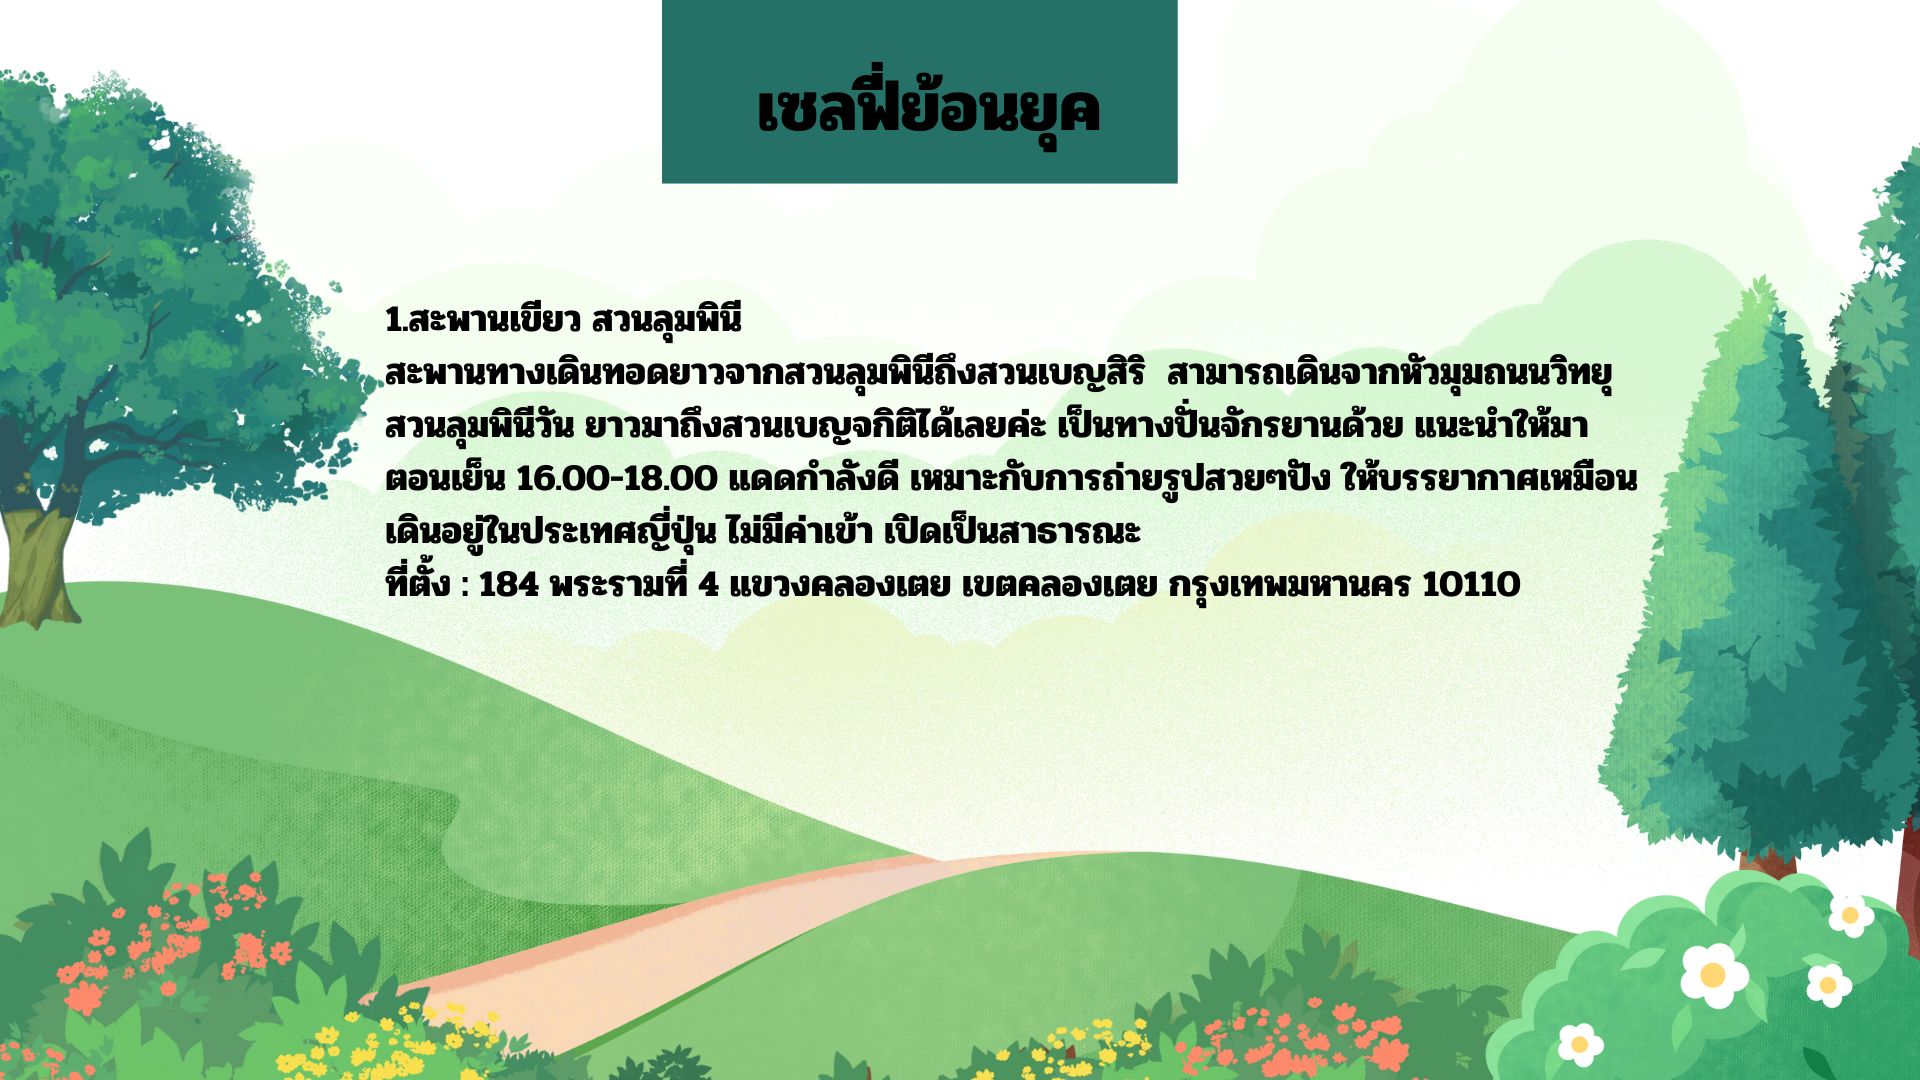 เซลฟี่ย้อนยุค
1.สะพานเขียว สวนลุมพินี
สะพานทางเดินทอดยาวจากสวนลุมพินีถึงสวนเบญสิริ  สามารถเดินจากหัวมุมถนนวิทยุ
สวนลุมพินีวัน ยาวมาถึงสวนเบญจกิติได้เลยค่ะ เป็นทางปั่นจักรยานด้วย แนะนำให้มา
ตอนเย็น 16.00-18.00 แดดกำลังดี เหมาะกับการถ่ายรูปสวยๆปัง ให้บรรยากาศเหมือน
เดินอยู่ในประเทศญี่ปุ่น ไม่มีค่าเข้า เปิดเป็นสาธารณะ
ที่ตั้ง : 184 พระรามที่ 4 แขวงคลองเตย เขตคลองเตย กรุงเทพมหานคร 10110